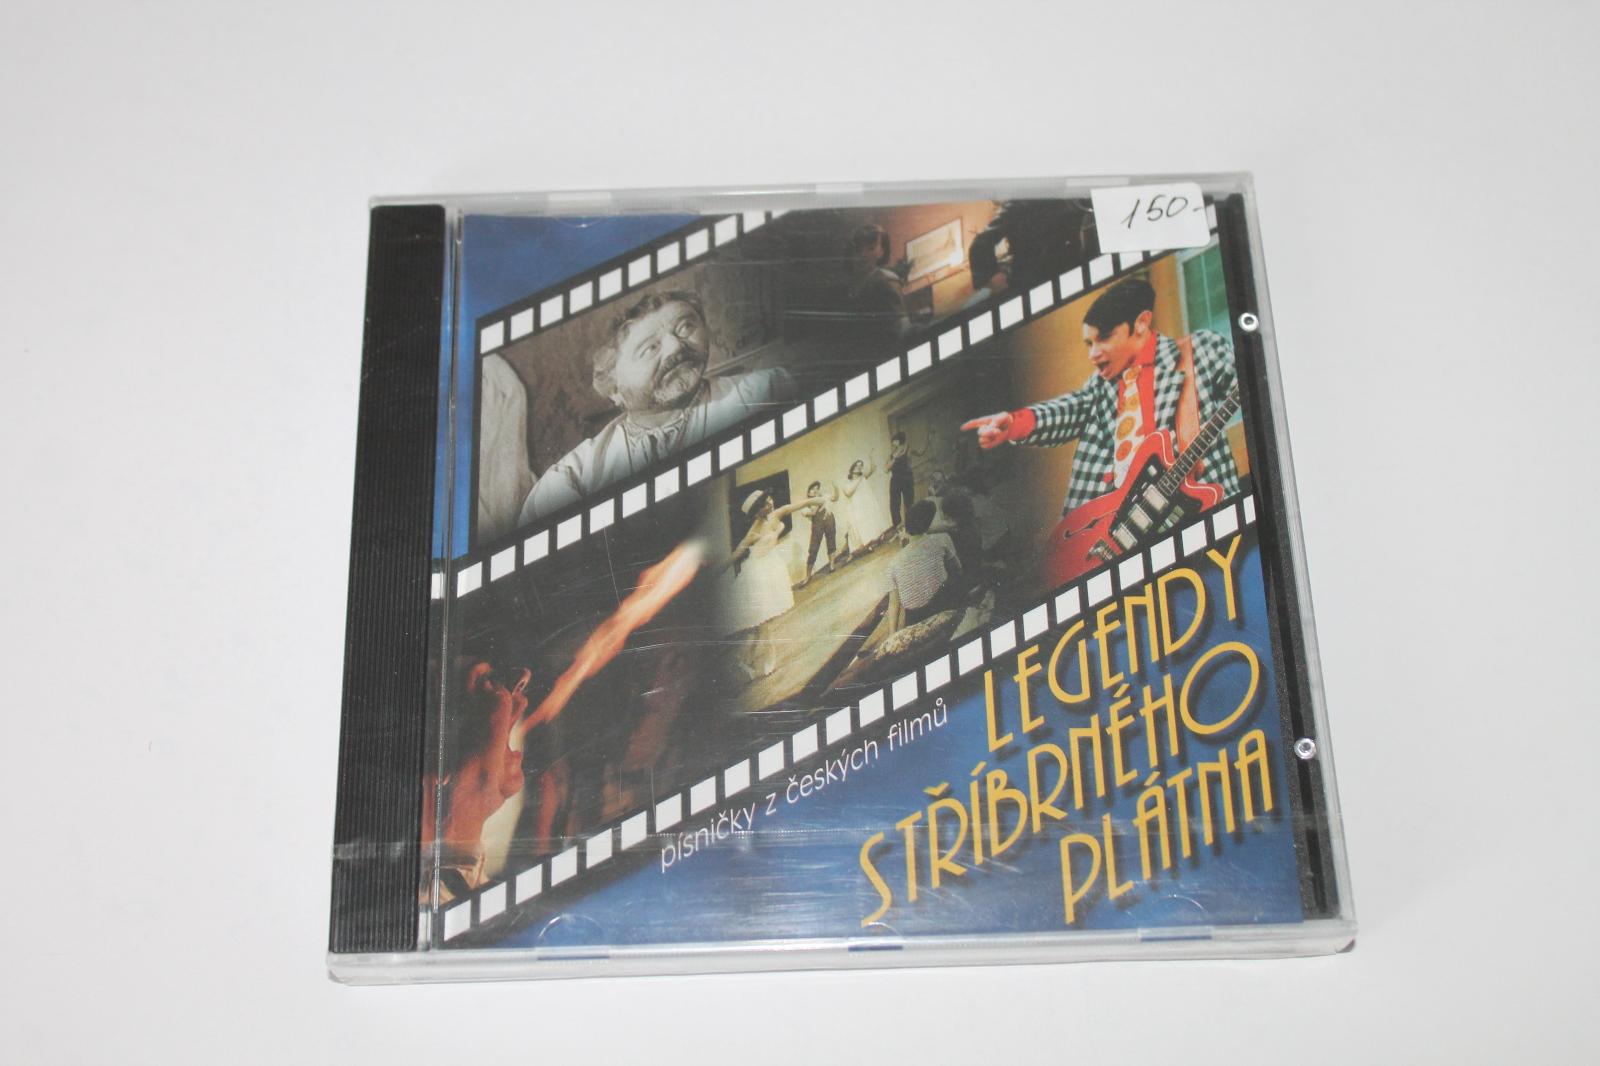 150-
písničky z českých filmů
LEGENDY
STŘÍBRNÉHO
PLÁTNA